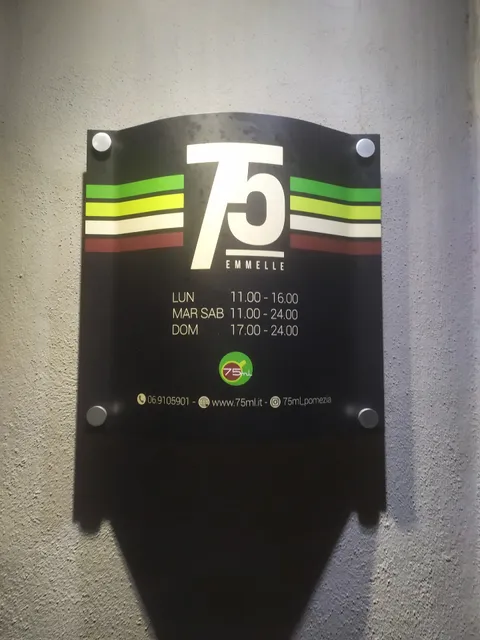 75
EMMELLE
LUN 11.00 - 16.00
MAR SAB 11.00 - 24.00
DOM 17.00 - 24.00
75mL
06.9105901 - www.75ml.it - 75ml_pomezia